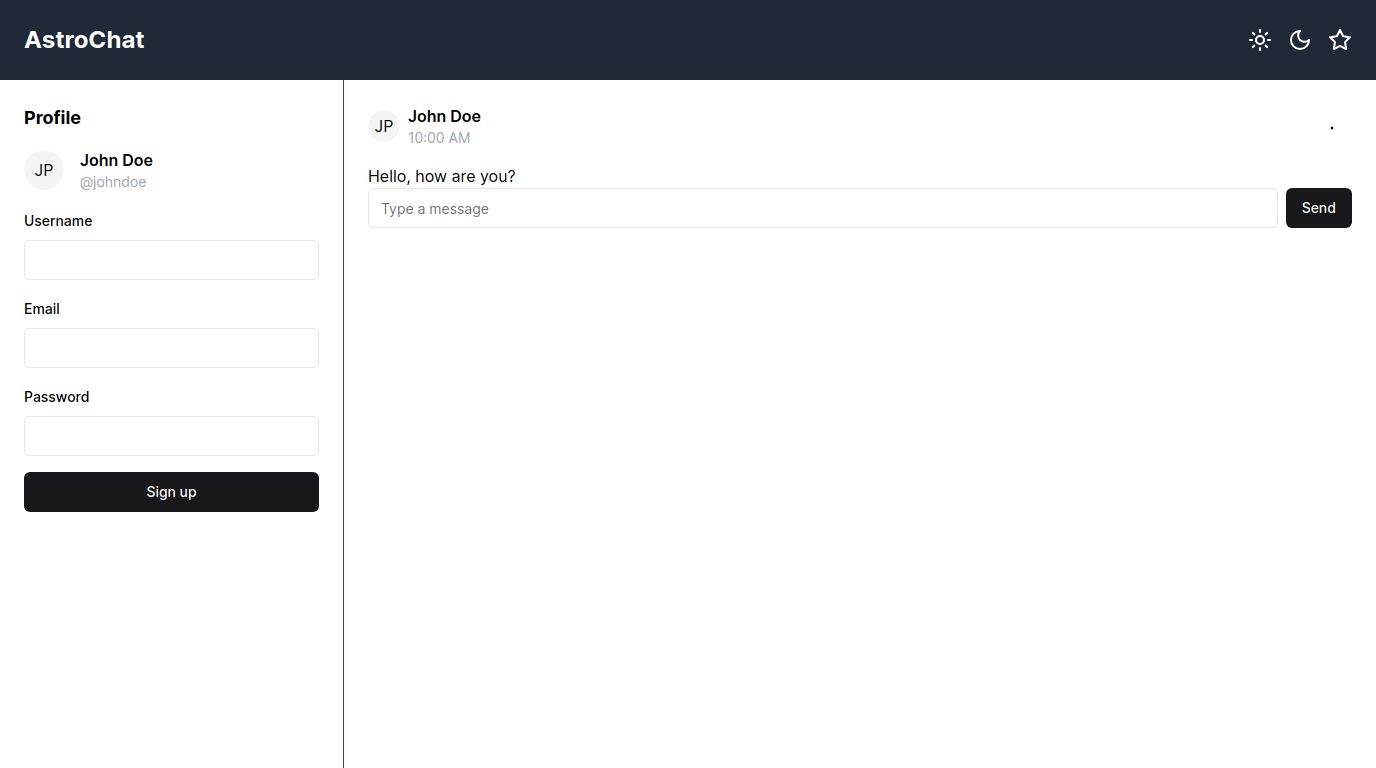 AstroChat
Profile
JP
John Doe
@johndoe
Username
Email
Password
Sign up
JP
John Doe
10:00 AM
Hello, how are you?
Type a message
Send